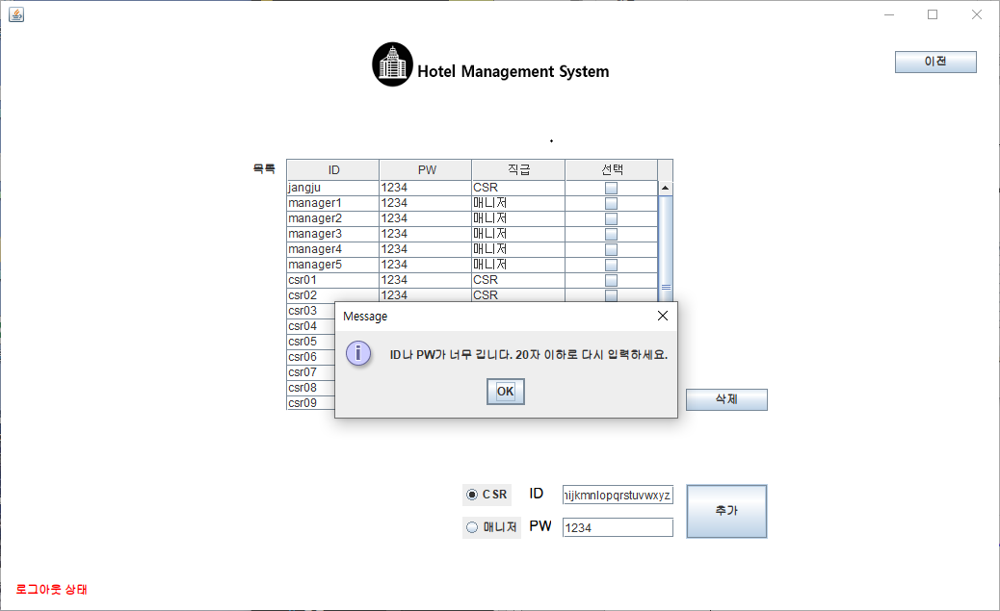 Hotel Management System
이전
목록
ID PW 직급 선택
jangju 1234 CSR
manager1 1234 매니저
manager2 1234 매니저
manager3 1234 매니저
manager4 1234 매니저
manager5 1234 매니저
csr01 1234 CSR
csr02 1234 CSR
csr03
csr04
csr05
csr06
csr07
csr08
csr09
Message
i
ID나 PW가 너무 깁니다. 20자 이하로 다시 입력하세요.
OK
삭제
CSR ID hijkmnlopqrstuvwxyz
매니저 PW 1234
추가
로그아웃 상태